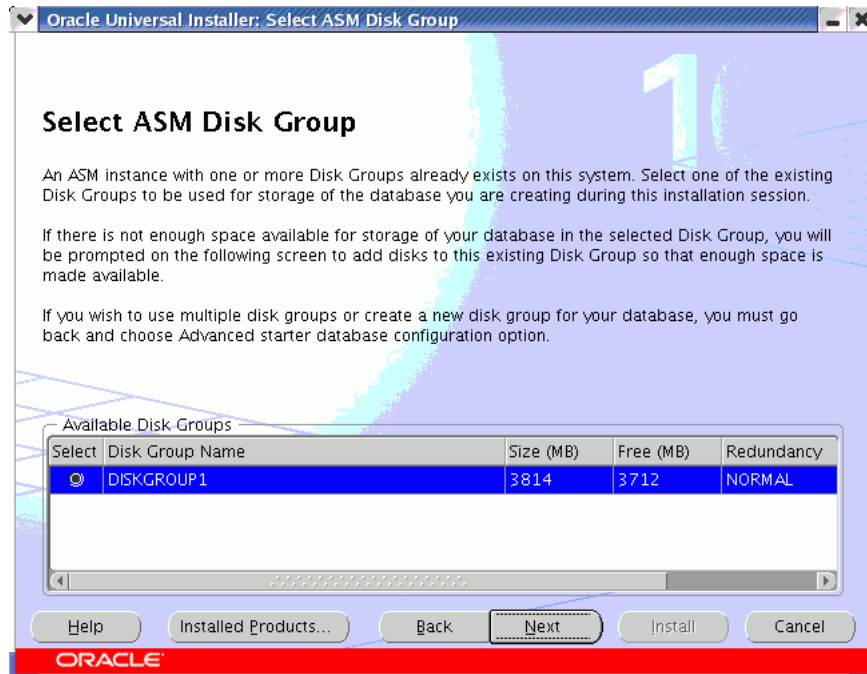 Oracle Universal Installer: Select ASM Disk Group
Select ASM Disk Group
An ASM instance with one or more Disk Groups already exists on this system. Select one of the existing
Disk Groups to be used for storage of the database you are creating during this installation session.
If there is not enough space available for storage of your database in the selected Disk Group, you will
be prompted on the following screen to add disks to this existing Disk Group so that enough space is
made available.
If you wish to use multiple disk groups or create a new disk group for your database, you must go
back and choose Advanced starter database configuration option.
Available Disk Groups
Select Disk Group Name Size (MB) Free (MB) Redundancy
DISKGROUP1 3814 3712 NORMAL
Help Installed Products... Back Next Install Cancel
ORACLE